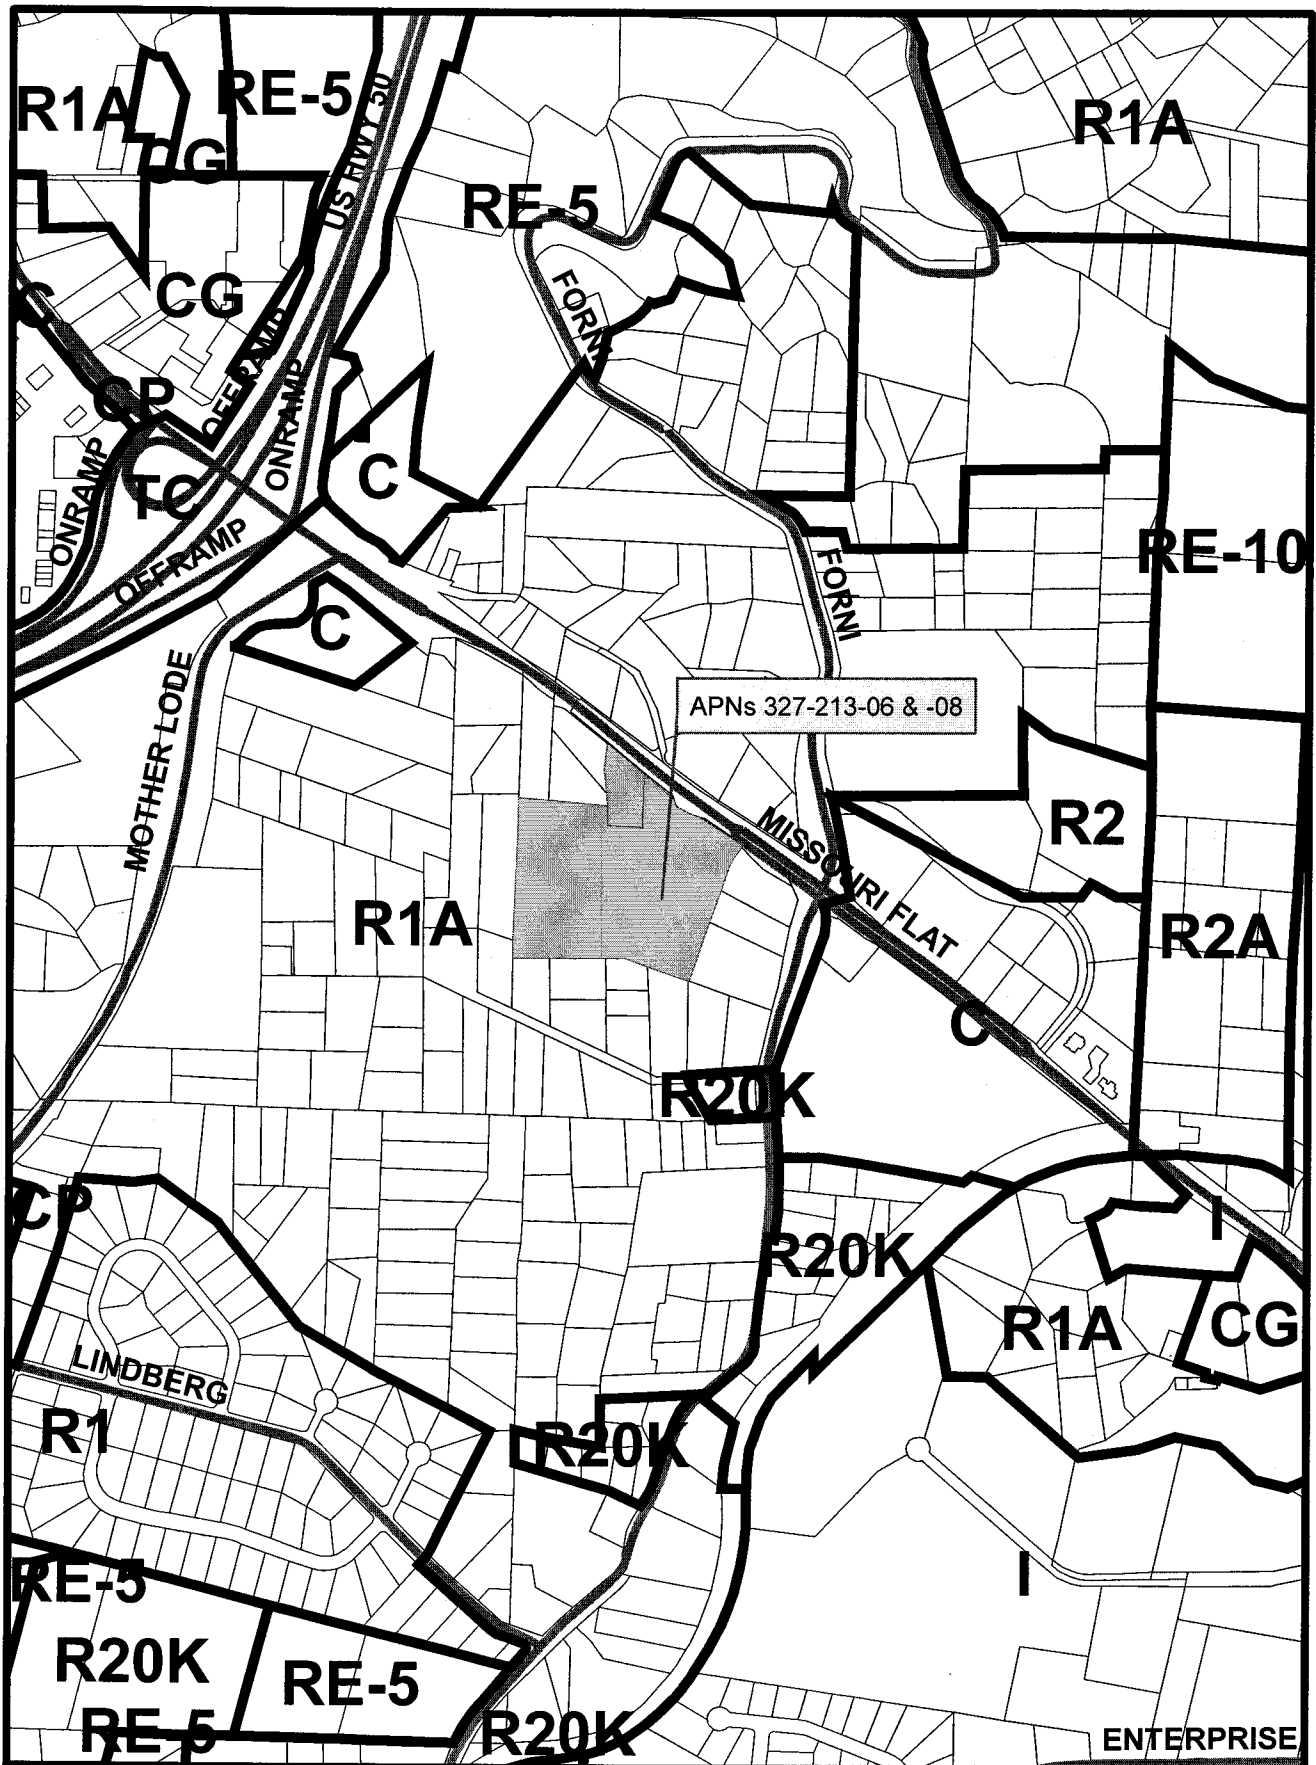 R1A
RE-5
CG
US HWY 50
R1A
RE-5
CG
C
FORNI
OFFRAMP
ONRAMP
CP
C
ONRAMP
TC
OFFRAMP
RE-10
FORNI
C
MOTHER LODE
APNs 327-213-06 & -08
MISSOURI FLAT
R2
R1A
R2A
C
R20K
CP
I
R20K
R1A
CG
LINDBERG
R1
R20K
I
RE-5
R20K
RE-5
RE-5
R20K
ENTERPRISE